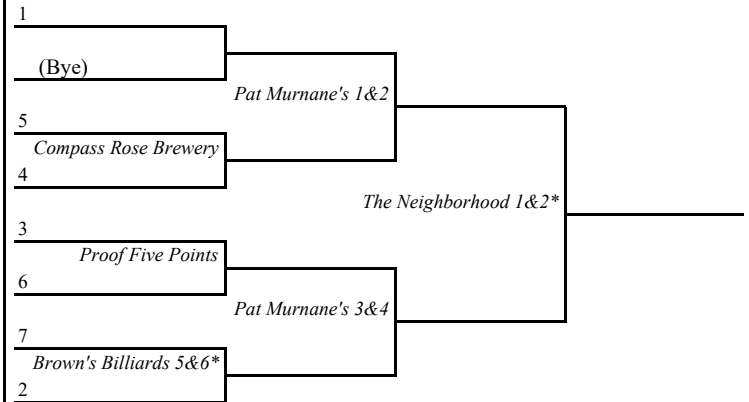 1
(Bye)
Pat Murnane's 1&2
5
Compass Rose Brewery
4
The Neighborhood 1&2*
3
Proof Five Points
6
Pat Murnane's 3&4
7
Brown's Billiards 5&6*
2